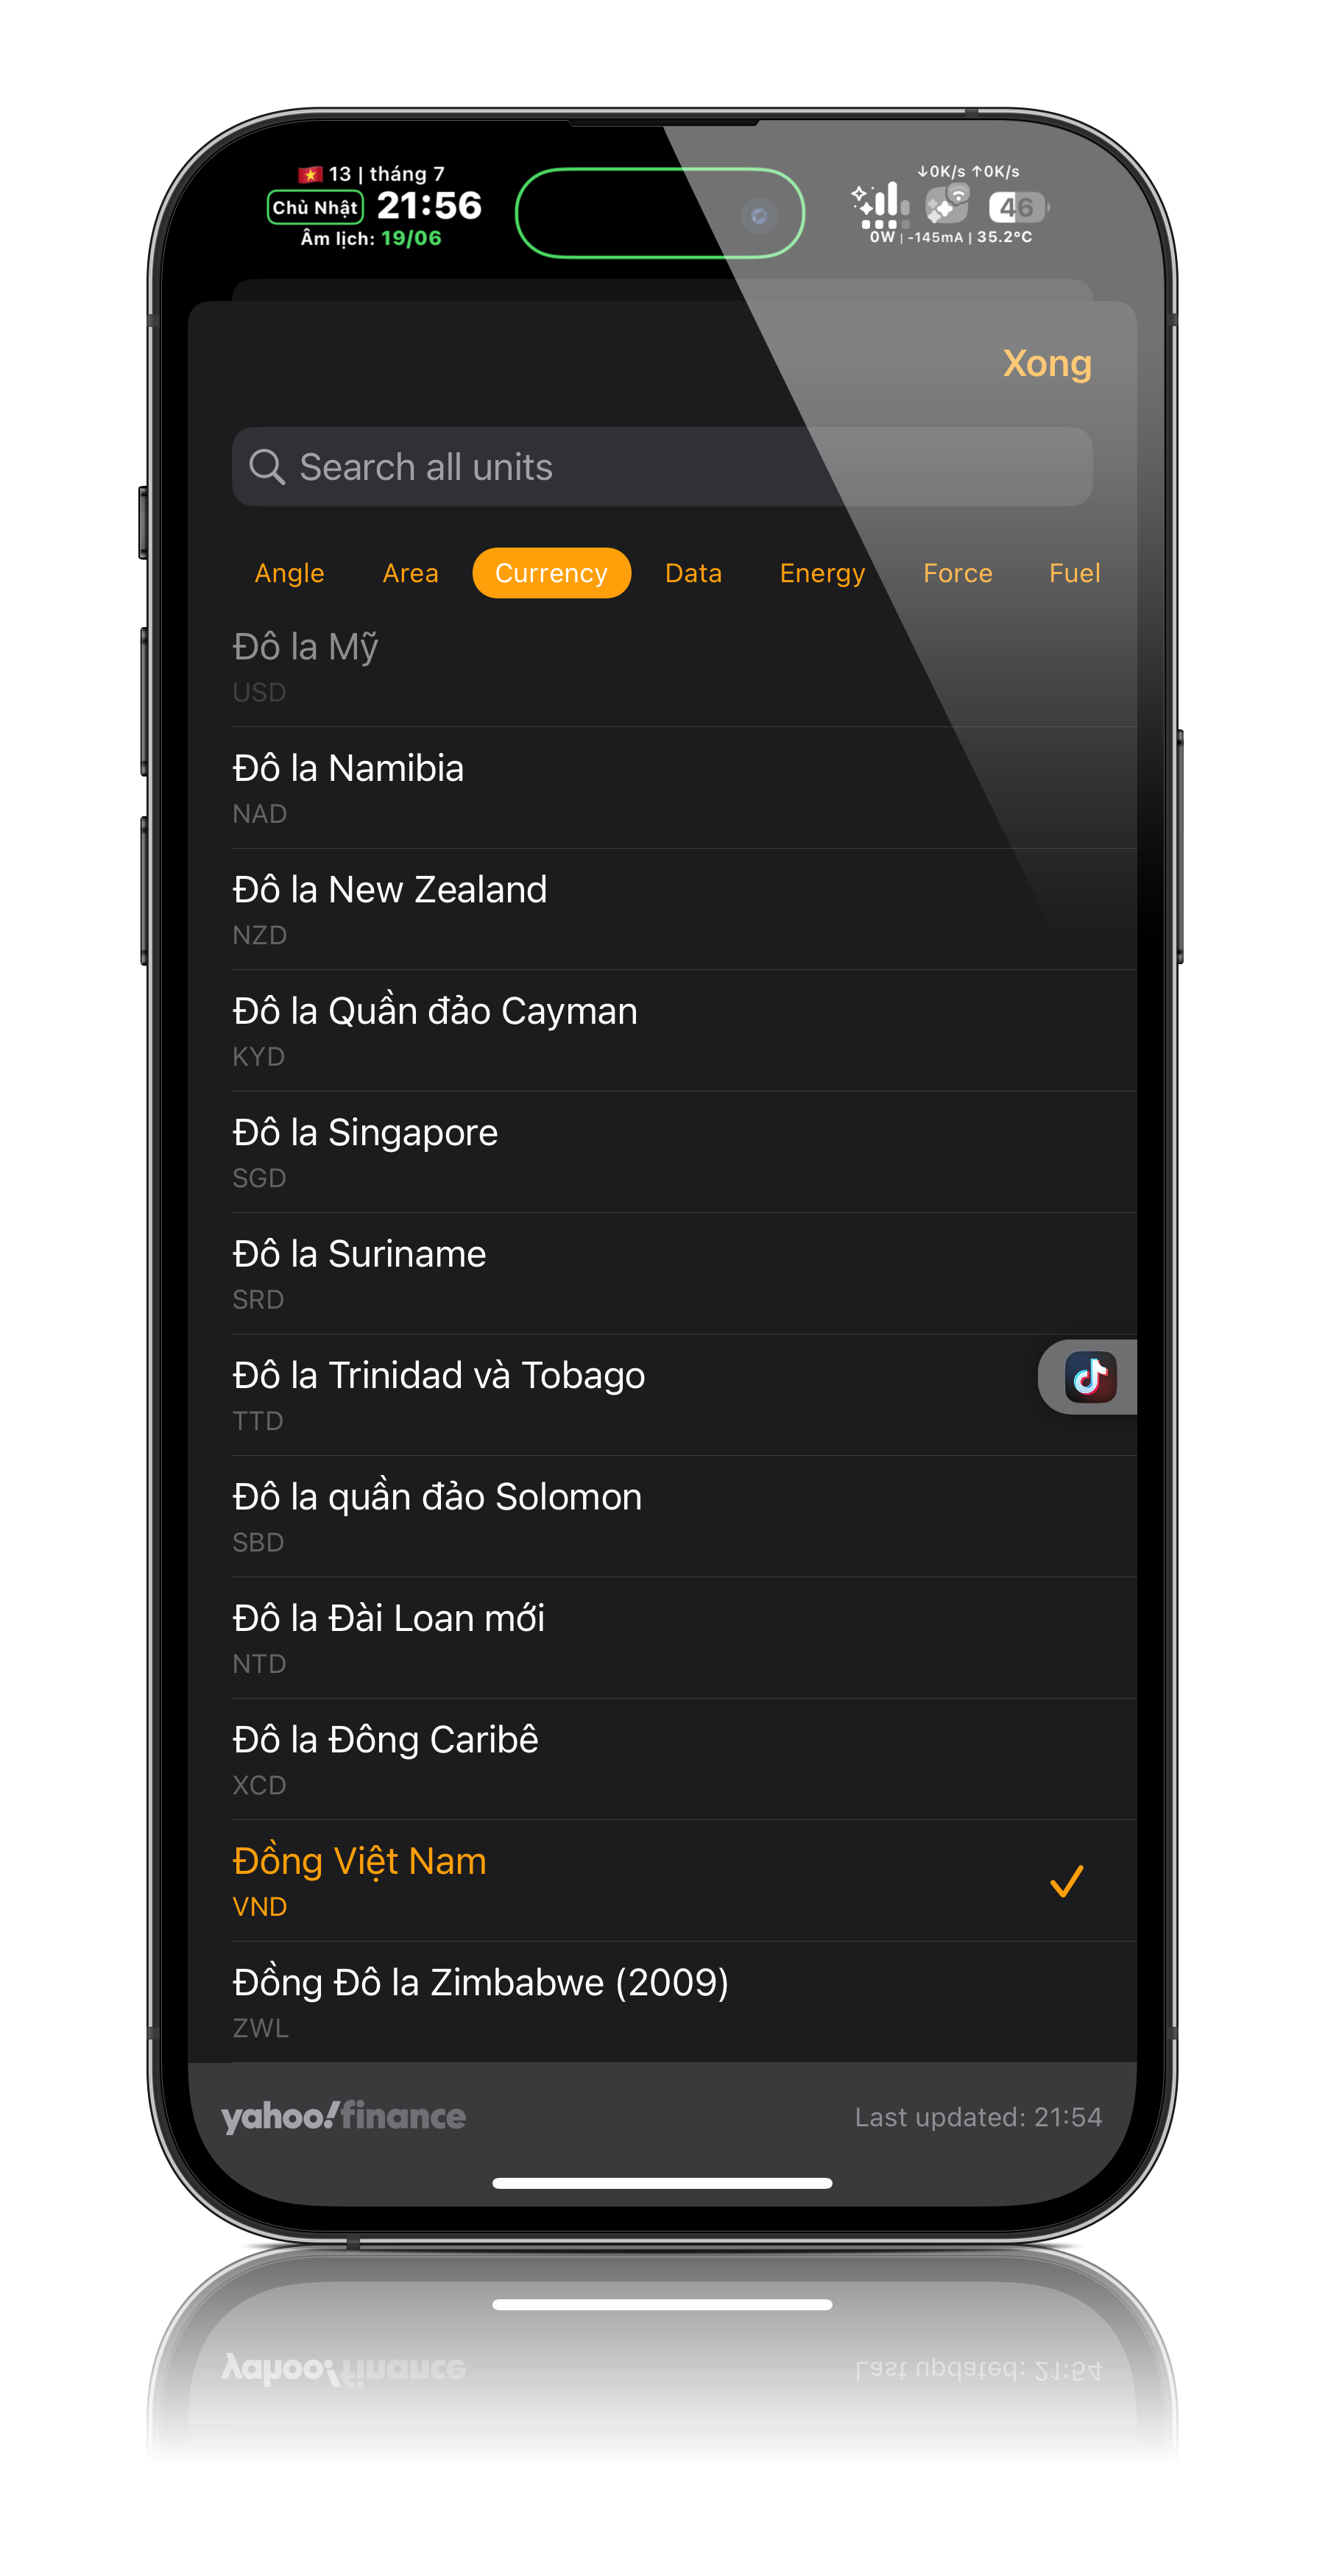 🇻🇳 13 | tháng 7
Chủ Nhật 21:56
Âm lịch: 19/06
↓0K/s ↑0K/s
46
0W | -145mA | 35.2°C
Xong
Search all units
Angle Area Currency Data Energy Force Fuel
Đô la Mỹ
USD
Đô la Namibia
NAD
Đô la New Zealand
NZD
Đô la Quần đảo Cayman
KYD
Đô la Singapore
SGD
Đô la Suriname
SRD
Đô la Trinidad và Tobago
TTD
Đô la quần đảo Solomon
SBD
Đô la Đài Loan mới
NTD
Đô la Đông Caribê
XCD
Đồng Việt Nam
VND
Đồng Đô la Zimbabwe (2009)
ZWL
yahoo!finance Last updated: 21:54